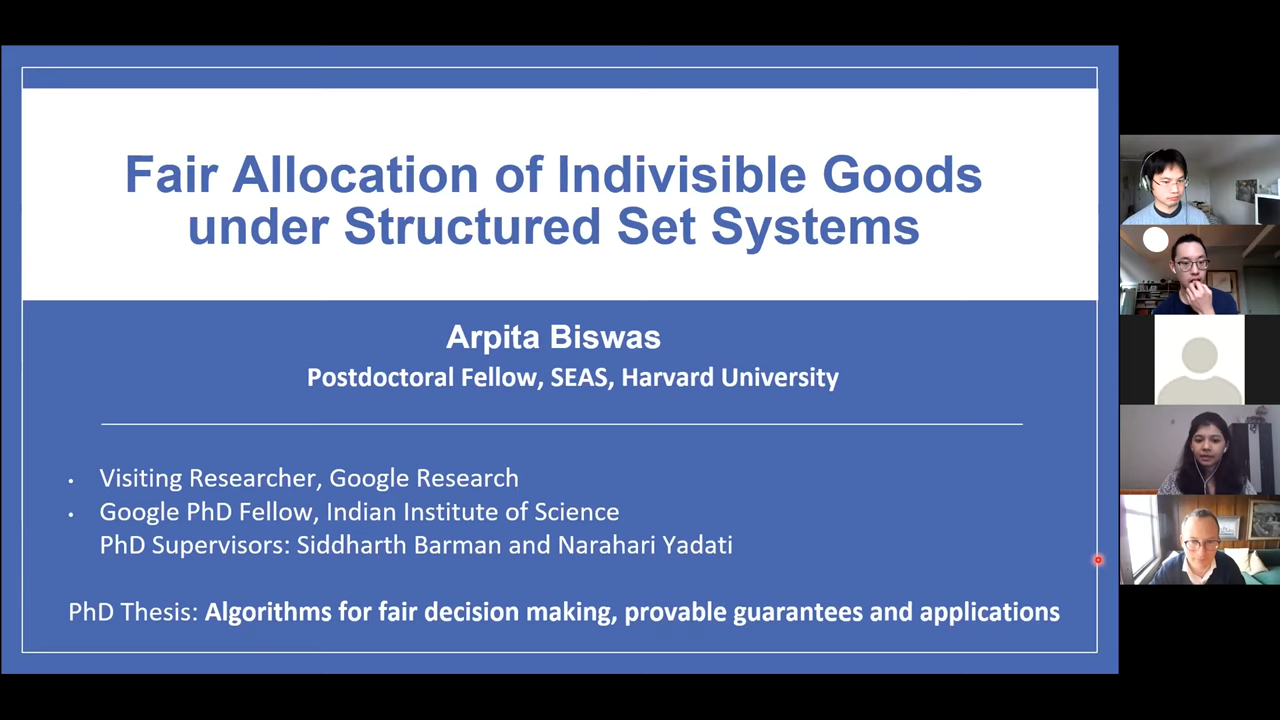 Fair Allocation of Indivisible Goods
under Structured Set Systems
Arpita Biswas
Postdoctoral Fellow, SEAS, Harvard University
• Visiting Researcher, Google Research
• Google PhD Fellow, Indian Institute of Science
PhD Supervisors: Siddharth Barman and Narahari Yadati
PhD Thesis: Algorithms for fair decision making, provable guarantees and applications